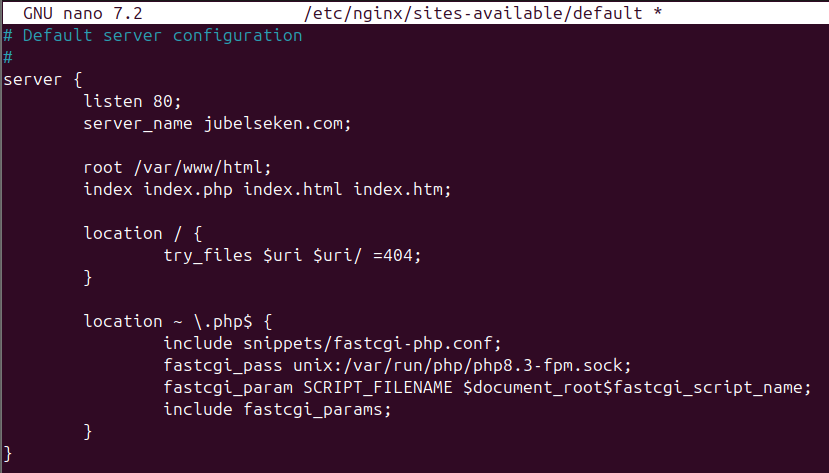 GNU nano 7.2 /etc/nginx/sites-available/default *
# Default server configuration
#
server {
        listen 80;
        server_name jubelseken.com;

        root /var/www/html;
        index index.php index.html index.htm;

        location / {
                try_files $uri $uri/ =404;
        }

        location ~ \.php$ {
                include snippets/fastcgi-php.conf;
                fastcgi_pass unix:/var/run/php/php8.3-fpm.sock;
                fastcgi_param SCRIPT_FILENAME $document_root$fastcgi_script_name;
                include fastcgi_params;
        }
}